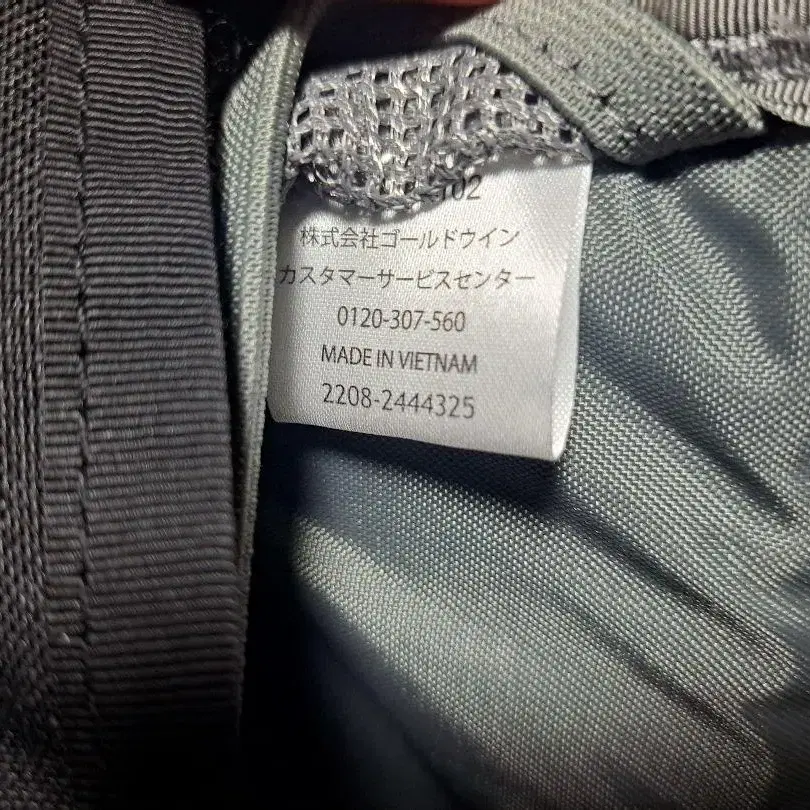 102
株式会社ゴールドウイン
カスタマーサービスセンター
0120-307-560
MADE IN VIETNAM
2208-2444325